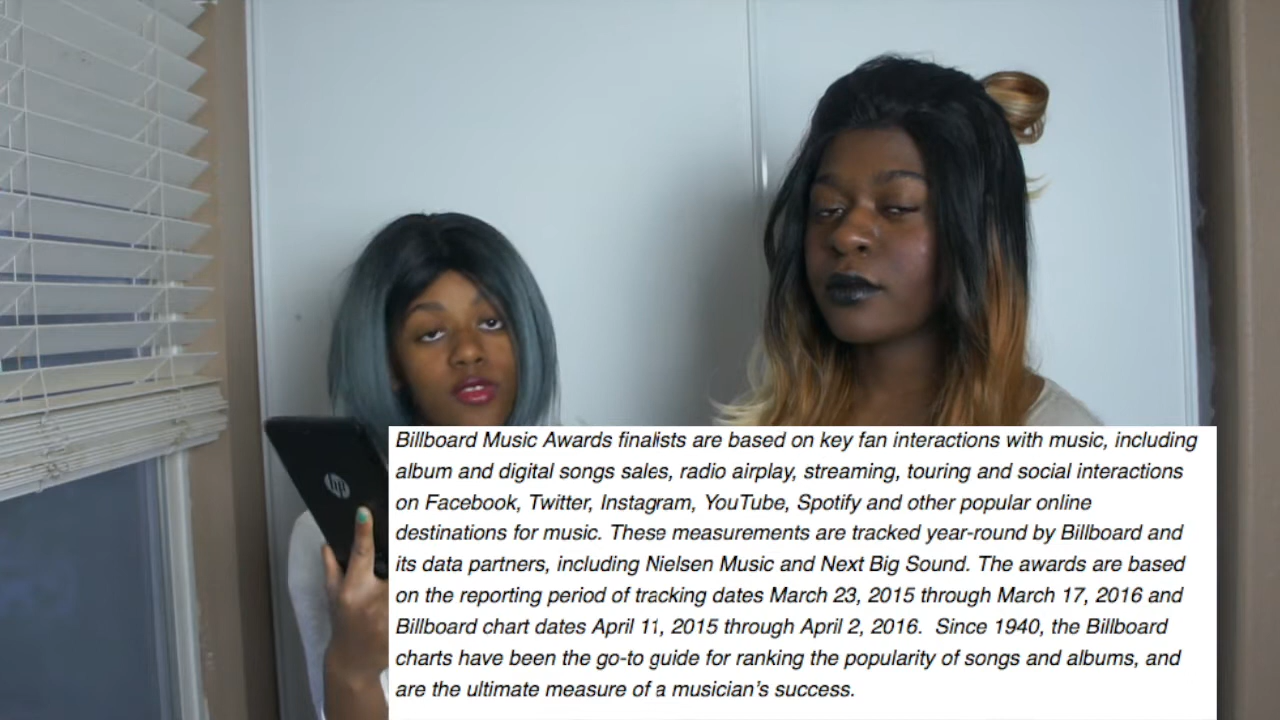 hp
Billboard Music Awards finalists are based on key fan interactions with music, including
album and digital songs sales, radio airplay, streaming, touring and social interactions
on Facebook, Twitter, Instagram, YouTube, Spotify and other popular online
destinations for music. These measurements are tracked year-round by Billboard and
its data partners, including Nielsen Music and Next Big Sound. The awards are based
on the reporting period of tracking dates March 23, 2015 through March 17, 2016 and
Billboard chart dates April 11, 2015 through April 2, 2016.  Since 1940, the Billboard
charts have been the go-to guide for ranking the popularity of songs and albums, and
are the ultimate measure of a musician’s success.